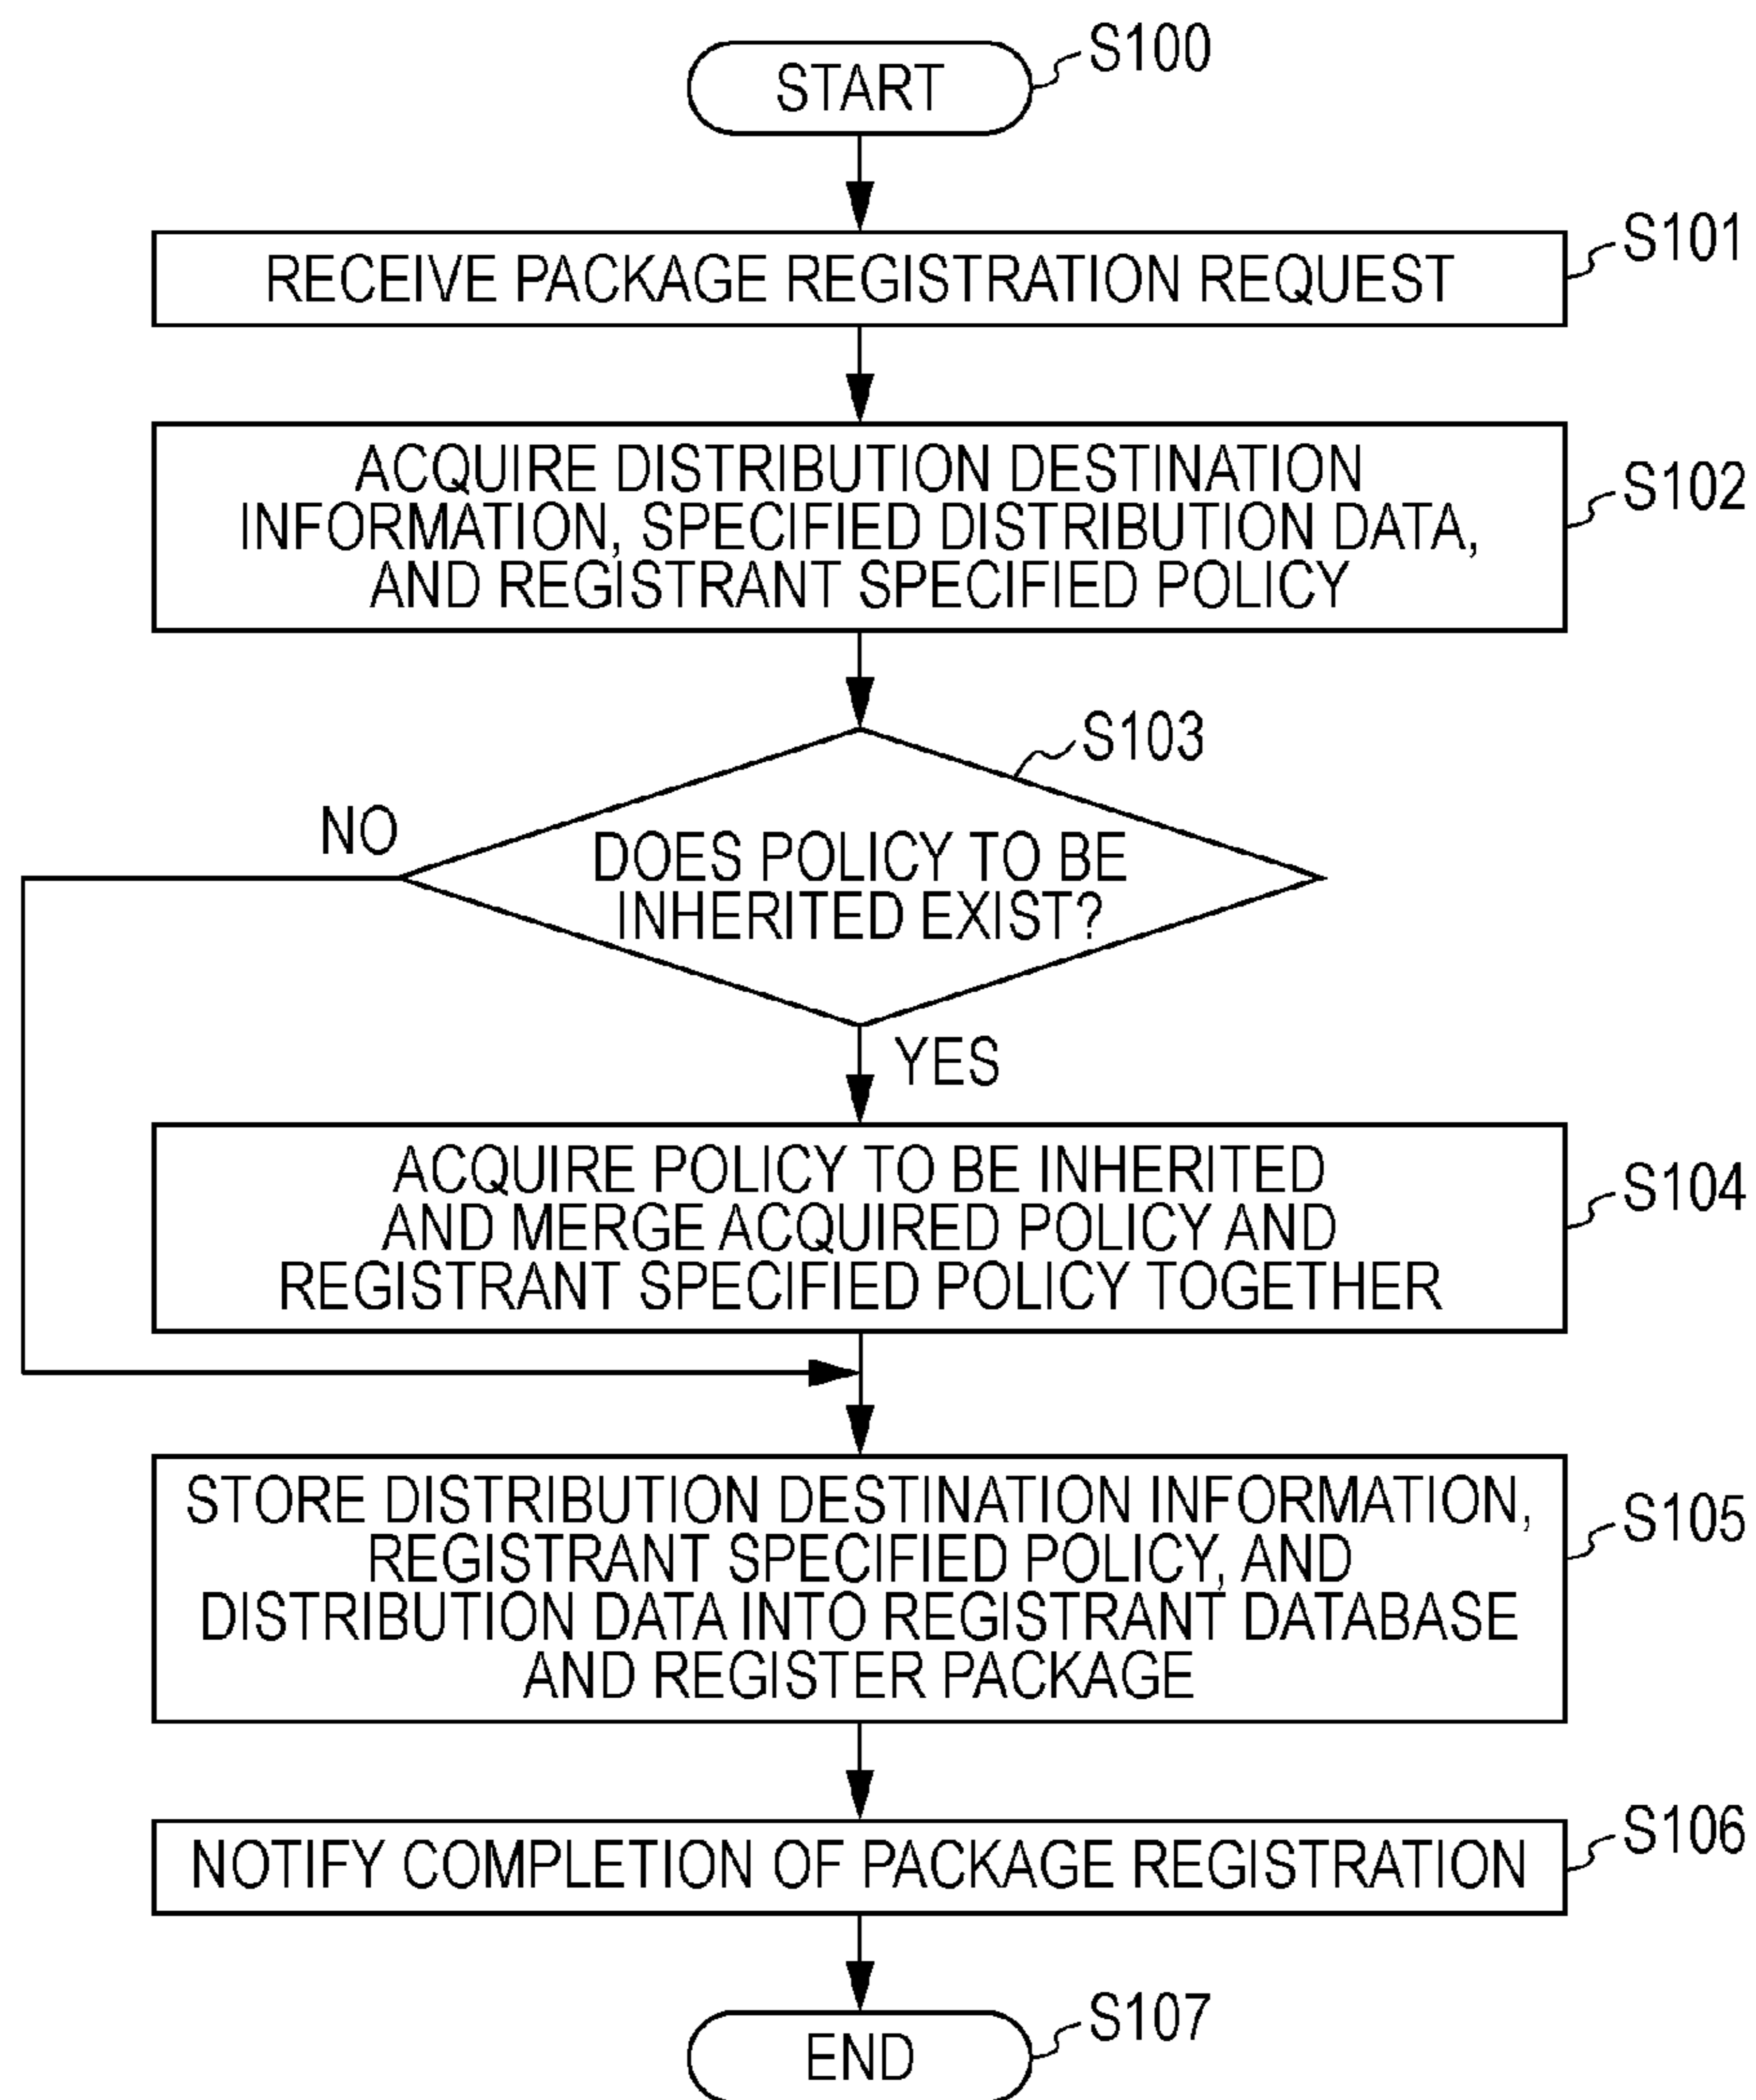 START
S100
RECEIVE PACKAGE REGISTRATION REQUEST
S101
ACQUIRE DISTRIBUTION DESTINATION
INFORMATION, SPECIFIED DISTRIBUTION DATA,
AND REGISTRANT SPECIFIED POLICY
S102
S103
NO
DOES POLICY TO BE
INHERITED EXIST?
YES
ACQUIRE POLICY TO BE INHERITED
AND MERGE ACQUIRED POLICY AND
REGISTRANT SPECIFIED POLICY TOGETHER
S104
STORE DISTRIBUTION DESTINATION INFORMATION,
REGISTRANT SPECIFIED POLICY, AND
DISTRIBUTION DATA INTO REGISTRANT DATABASE
AND REGISTER PACKAGE
S105
NOTIFY COMPLETION OF PACKAGE REGISTRATION
S106
END
S107